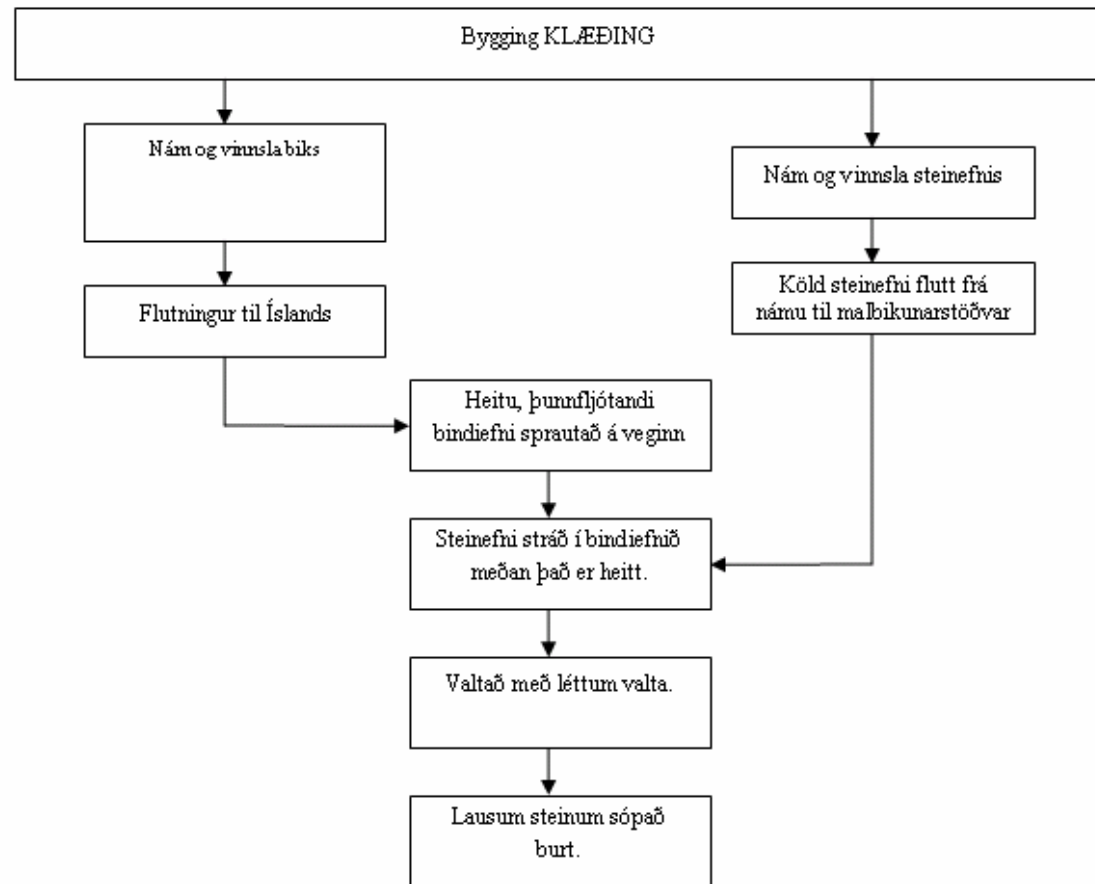 Bygging KLÆÐING
Nám og vinnsla biks
Flutningur til Íslands
Nám og vinnsla steinefnis
Köld steinefni flutt frá
námu til malbikunarstöðvar
Heitu, þunnfljótandi
bindiefni sprautað á veginn
Steinefni stráð í bindiefnið
meðan það er heitt.
Valtað með léttum valta.
Lausum steinum sópað
burt.